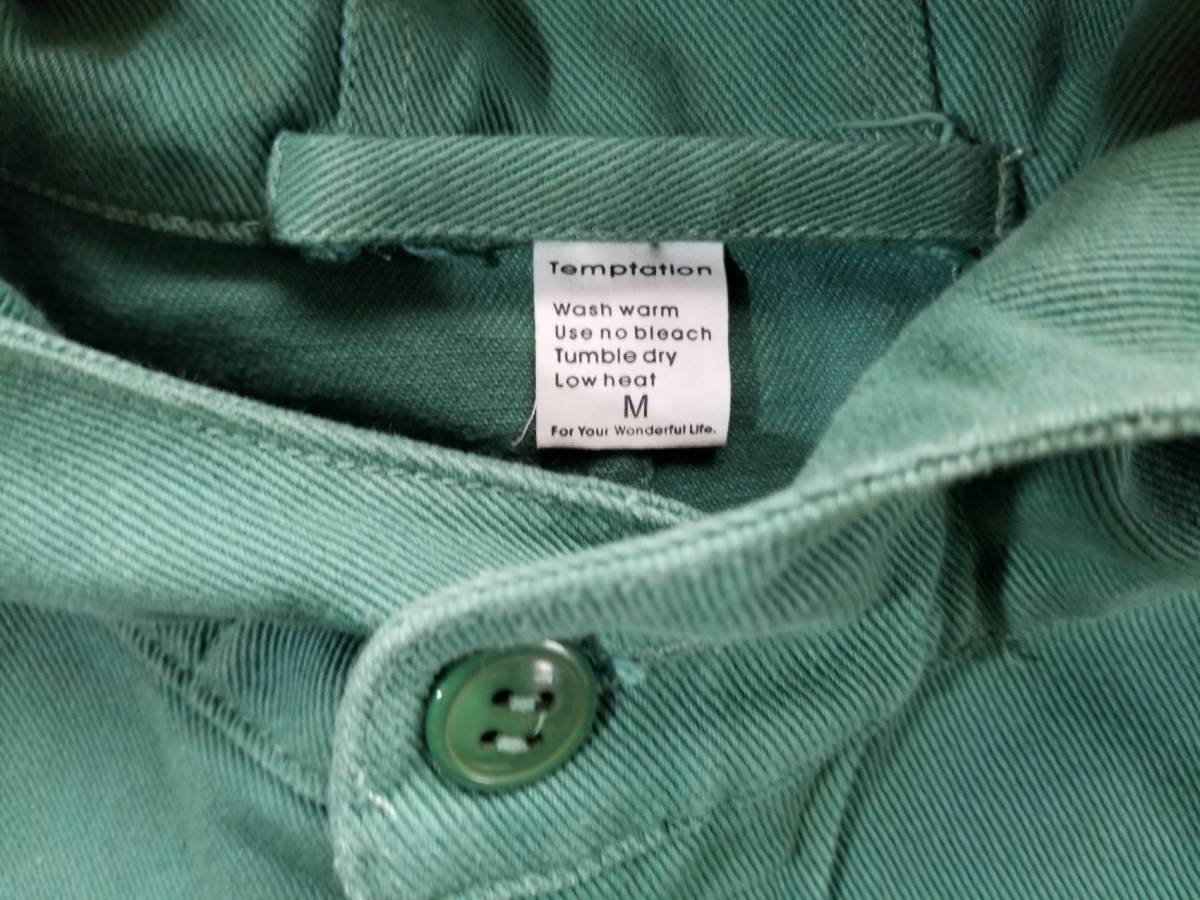 Temptation
Wash warm
Use no bleach
Tumble dry
Low heat
M
For Your Wonderful Life.